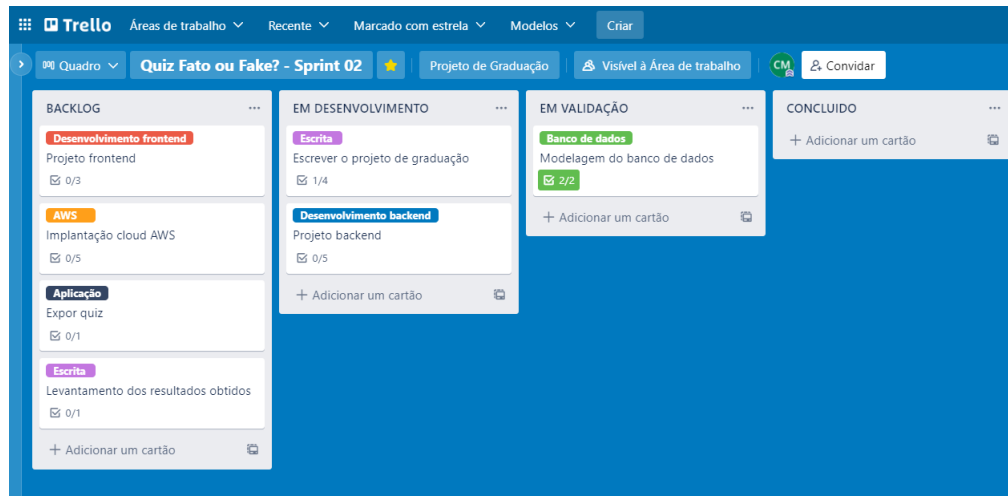 Trello Áreas de trabalho Recente Marcado com estrela Modelos Criar
Quadro Quiz Fato ou Fake? - Sprint 02 Projeto de Graduação Visível à Área de trabalho CM Convidar
BACKLOG
Desenvolvimento frontend
Projeto frontend
0/3
AWS
Implantação cloud AWS
0/5
Aplicação
Expor quiz
0/1
Escrita
Levantamento dos resultados obtidos
0/1
+ Adicionar um cartão
EM DESENVOLVIMENTO
Escrita
Escrever o projeto de graduação
1/4
Desenvolvimento backend
Projeto backend
0/5
+ Adicionar um cartão
EM VALIDAÇÃO
Banco de dados
Modelagem do banco de dados
2/2
+ Adicionar um cartão
CONCLUIDO
+ Adicionar um cartão